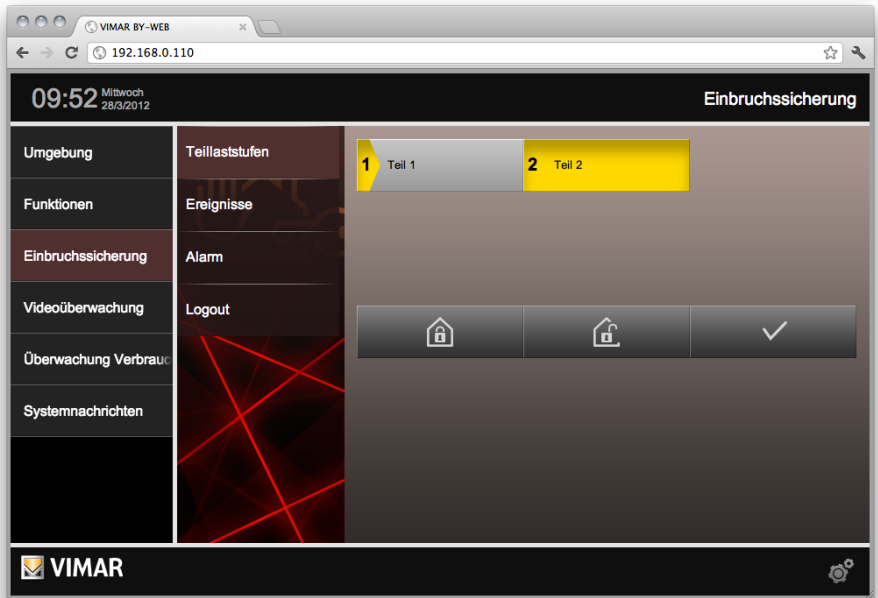 VIMAR BY-WEB
192.168.0.110
09:52 Mittwoch
28/3/2012
Einbruchssicherung
Umgebung
Funktionen
Einbruchssicherung
Videoüberwachung
Überwachung Verbrauc
Systemnachrichten
Teillaststufen
Ereignisse
Alarm
Logout
1 Teil 1
2 Teil 2
VIMAR